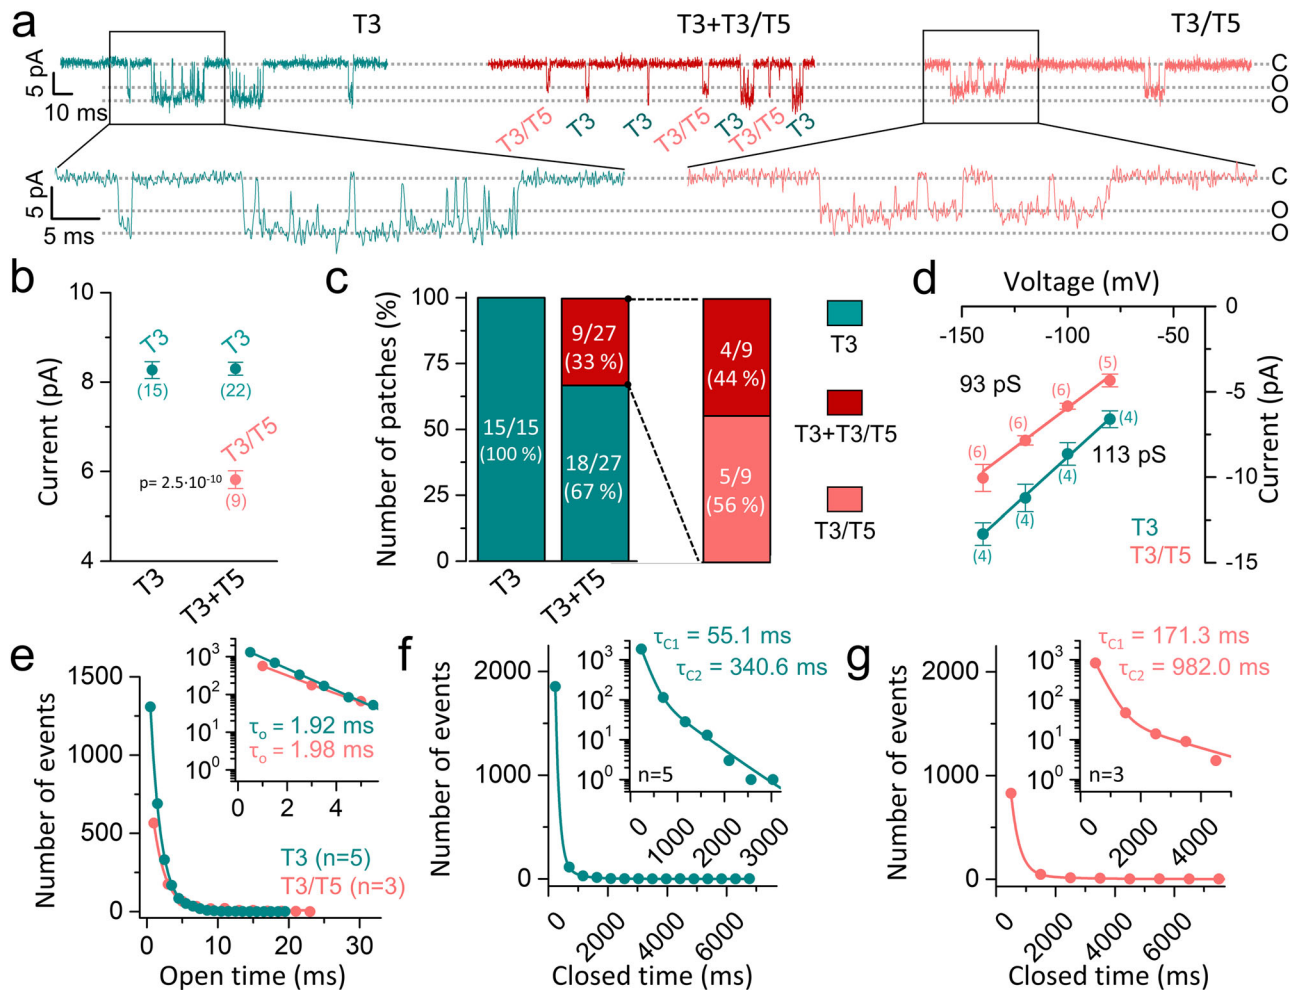 a
T3
T3+T3/T5
T3/T5
5 pA
10 ms
C
O
O
T3/T5
T3
T3
T3/T5
T3
T3/T5
T3
5 pA
5 ms
C
O
O
b
Current (pA)
10
8
6
4
T3
(15)
T3
(22)
T3/T5
p= 2.5·10⁻¹⁰
(9)
T3
T3+T5
c
Number of patches (%)
100
75
50
25
0
15/15
(100 %)
9/27
(33 %)
18/27
(67 %)
4/9
(44 %)
5/9
(56 %)
T3
T3+T5
T3
T3+T3/T5
T3/T5
d
Voltage (mV)
-150
-100
-50
0
-5
-10
-15
Current (pA)
93 pS
113 pS
(6)
(6)
(6)
(5)
(4)
(4)
(4)
(4)
T3
T3/T5
e
Number of events
1500
1000
500
0
0
10
20
30
Open time (ms)
10³
10²
10¹
10⁰
0
2
4
τₒ = 1.92 ms
τₒ = 1.98 ms
T3 (n=5)
T3/T5 (n=3)
f
Number of events
2000
1000
0
0
2000
4000
6000
Closed time (ms)
τC1 = 55.1 ms
τC2 = 340.6 ms
10³
10²
10¹
10⁰
n=5
0
1000
2000
3000
g
Number of events
2000
1000
0
0
2000
4000
6000
Closed time (ms)
τC1 = 171.3 ms
τC2 = 982.0 ms
10³
10²
10¹
10⁰
n=3
0
2000
4000